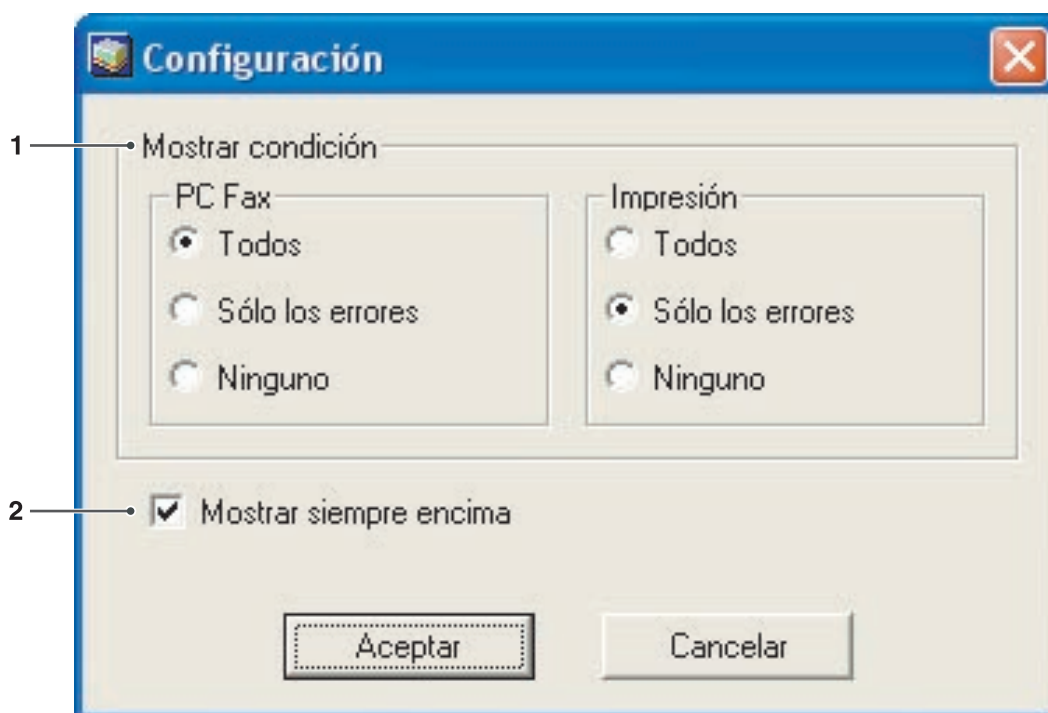 Configuración
1 Mostrar condición
PC Fax
Todos
Sólo los errores
Ninguno
Impresión
Todos
Sólo los errores
Ninguno
2 Mostrar siempre encima
Aceptar Cancelar